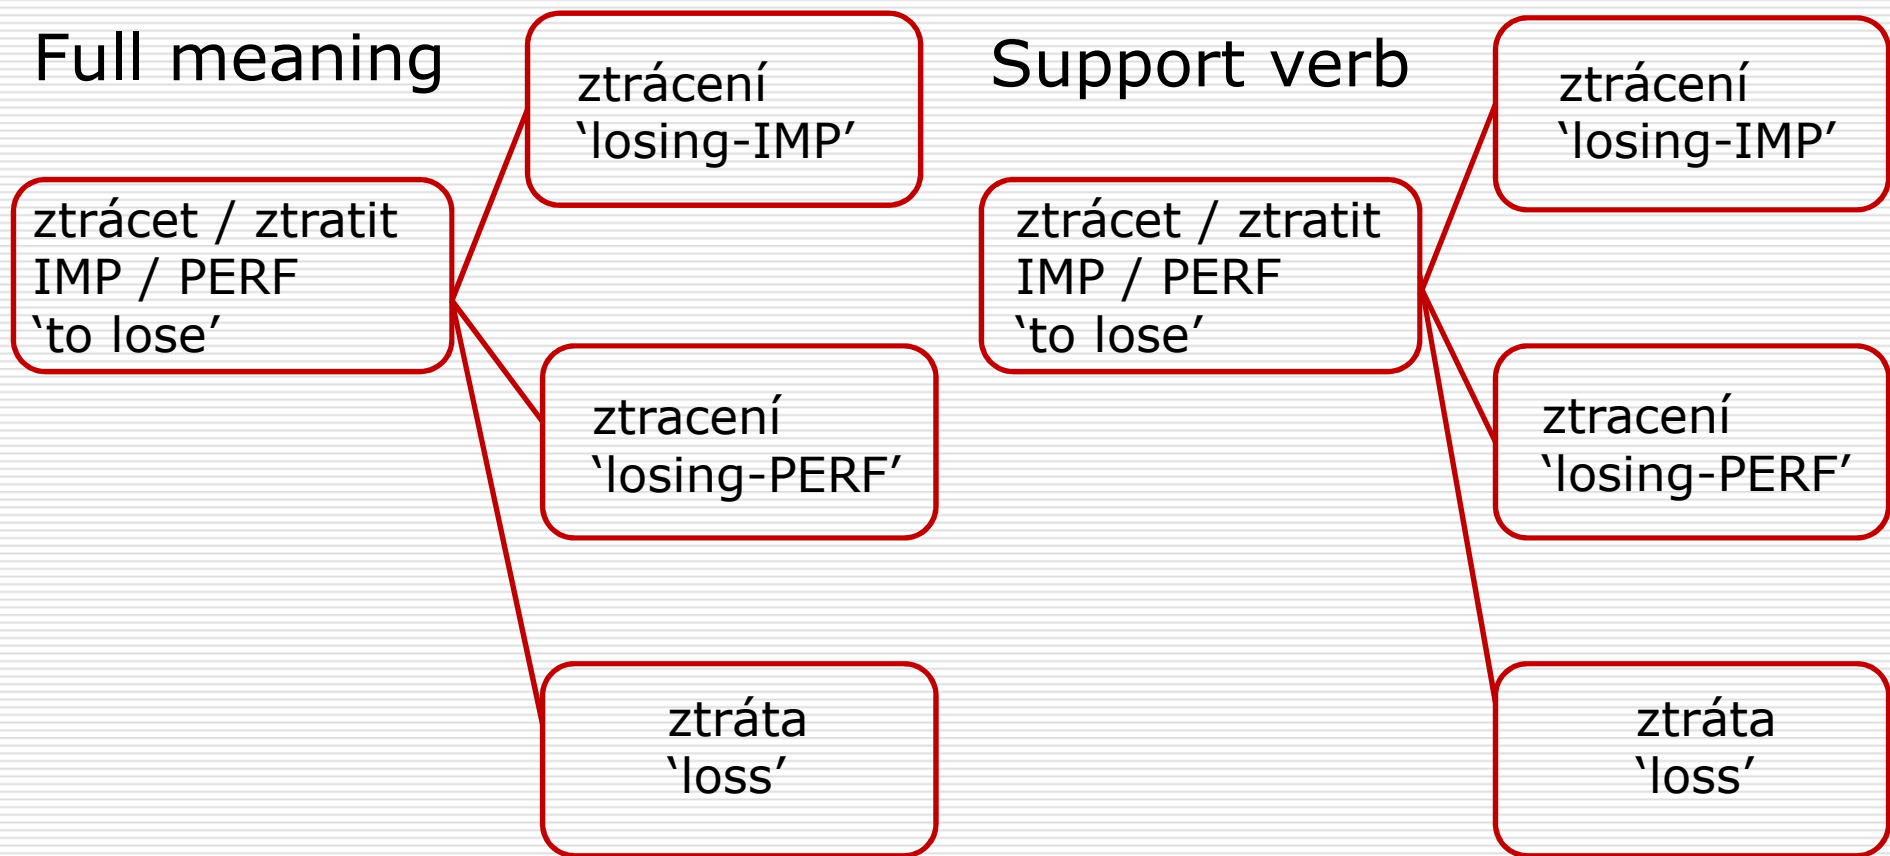 Full meaning
ztrácení
‘losing-IMP’
ztrácet / ztratit
IMP / PERF
‘to lose’
ztracení
‘losing-PERF’
ztráta
‘loss’
Support verb
ztrácení
‘losing-IMP’
ztrácet / ztratit
IMP / PERF
‘to lose’
ztracení
‘losing-PERF’
ztráta
‘loss’